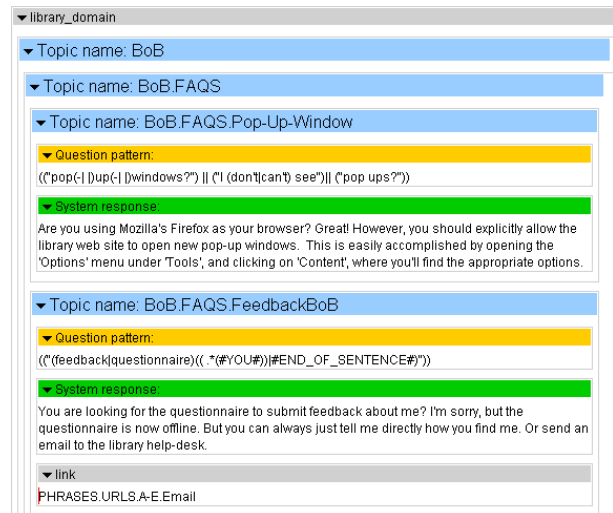 library_domain
Topic name: BoB
Topic name: BoB.FAQS
Topic name: BoB.FAQS.Pop-Up-Window
Question pattern:
(("pop(-| |)up(-| |)windows?") || ("I (don't|can't) see")|| ("pop ups?"))
System response:
Are you using Mozilla's Firefox as your browser? Great! However, you should explicitly allow the
library web site to open new pop-up windows.  This is easily accomplished by opening the
'Options' menu under 'Tools', and clicking on 'Content', where you'll find the appropriate options.
Topic name: BoB.FAQS.FeedbackBoB
Question pattern:
(("(feedback|questionnaire)(( .*(#YOU#))|#END_OF_SENTENCE#)"))
System response:
You are looking for the questionnaire to submit feedback about me? I'm sorry, but the
questionnaire is now offline. But you can always just tell me directly how you find me. Or send an
email to the library help-desk.
link
PHRASES.URLS.A-E.Email